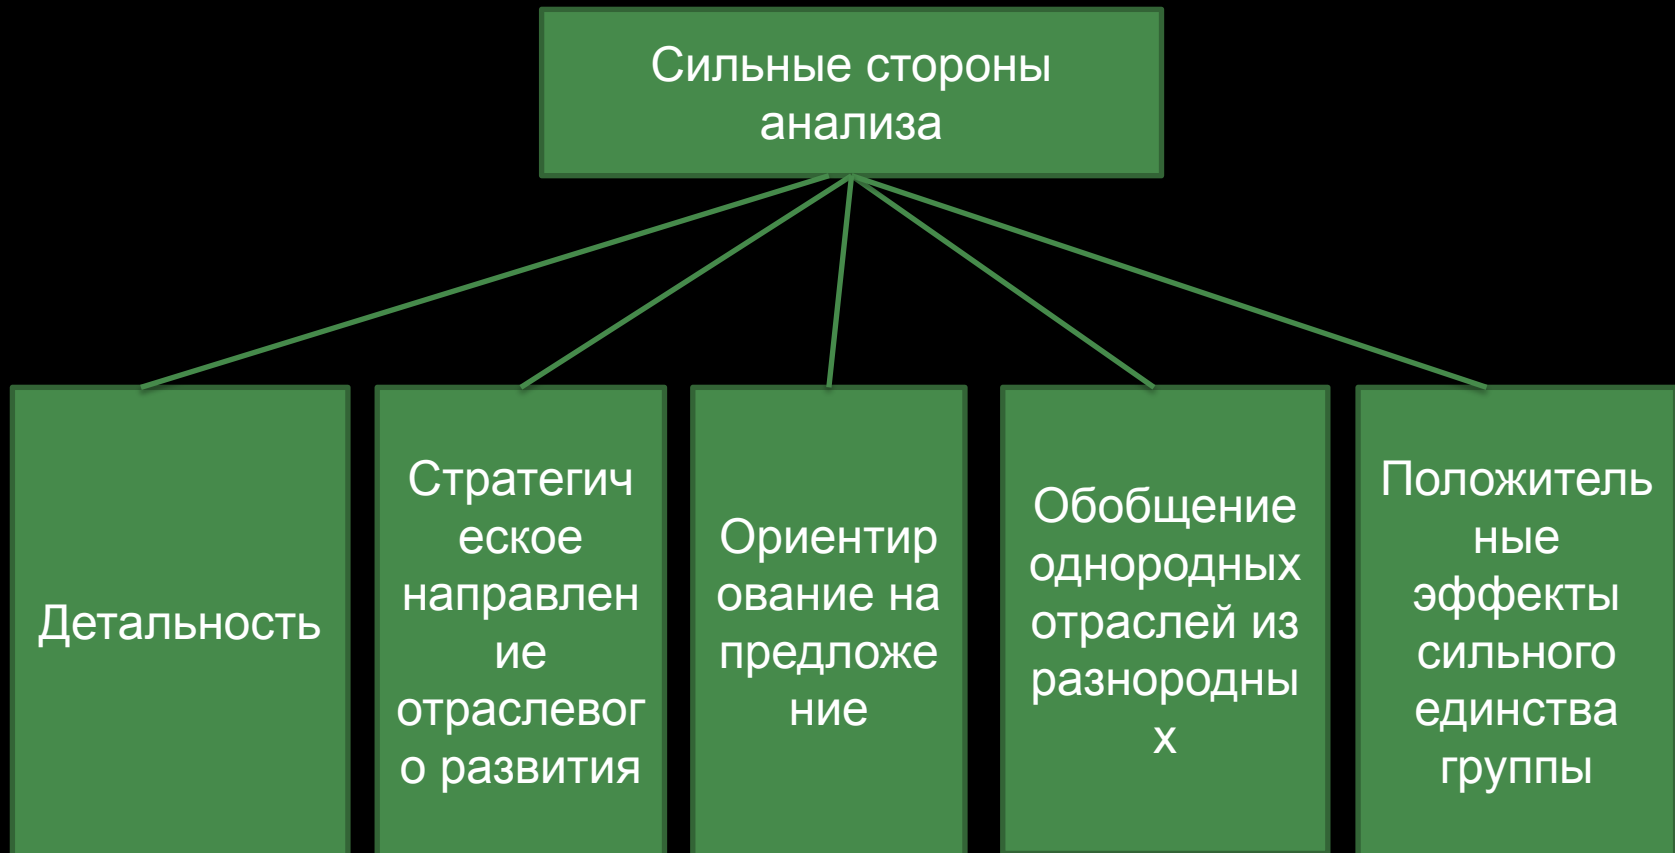 Сильные стороны
анализа
Детальность
Стратегич
еское
направлен
ие
отраслевог
о развития
Ориентир
ование на
предложе
ние
Обобщение
однородных
отраслей из
разнородны
х
Положитель
ные
эффекты
сильного
единства
группы